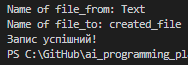 Name of file_from: Text
Name of file_to: created_file
Запис успішний!
PS C:\GitHub\ai_programming_pl